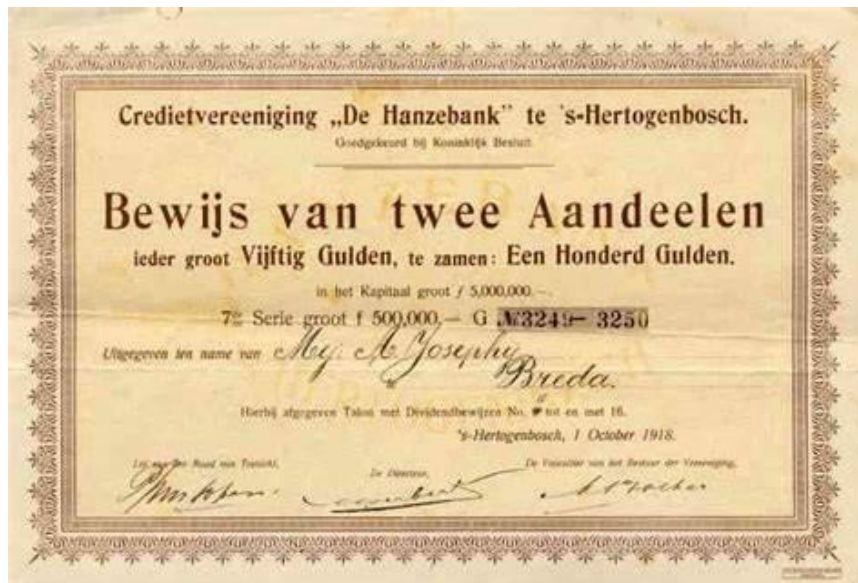 Credietvereeniging „De Hanzebank” te 's-Hertogenbosch.
Goedgekeurd bij Koninklijk Besluit
Bewijs van twee Aandeelen
ieder groot Vijftig Gulden, te zamen: Een Honderd Gulden.
in het Kapitaal groot f 5,000,000.—.
7de Serie groot f 500,000,— G № 3249 – 3250
Uitgegeven ten name van Mej. A Josephy
Breda.
Hierbij afgegeven Talon met Dividendbewijzen No. tot en met 16.
's-Hertogenbosch, 1 October 1918.
Raad van Toezicht, De Directeur, De Voorzitter van het Bestuur der Vereeniging,